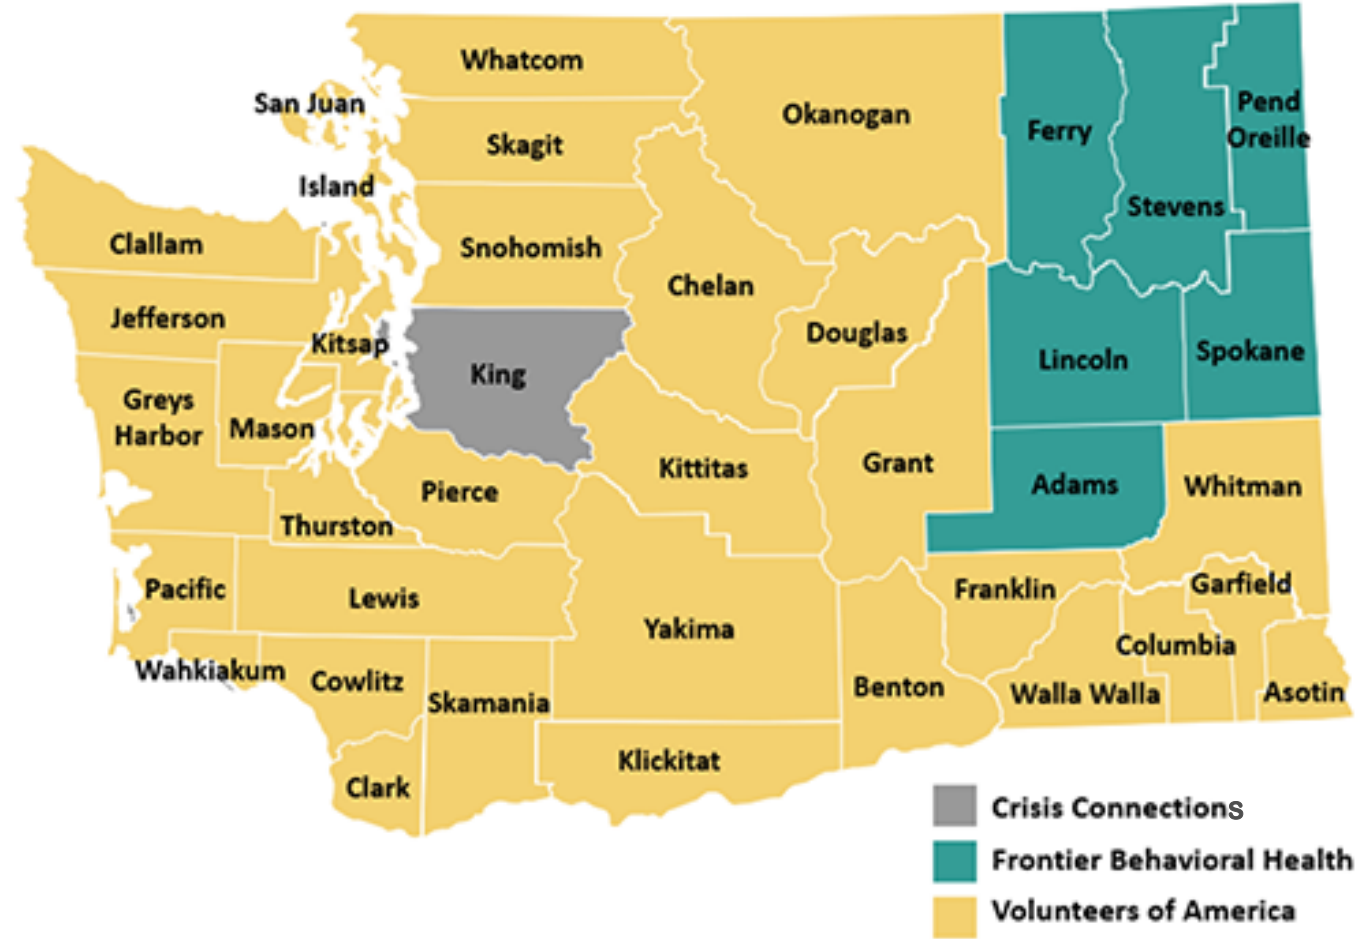 Whatcom
San Juan
Okanogan
Pend
Oreille
Ferry
Skagit
Island
Stevens
Clallam
Snohomish
Chelan
Jefferson
Kitsap
Douglas
Spokane
Lincoln
King
Greys
Harbor
Mason
Grant
Kittitas
Adams
Whitman
Pierce
Thurston
Garfield
Pacific
Franklin
Lewis
Yakima
Columbia
Wahkiakum
Cowlitz
Benton
Walla Walla
Asotin
Skamania
Klickitat
Clark
Crisis Connections
Frontier Behavioral Health
Volunteers of America